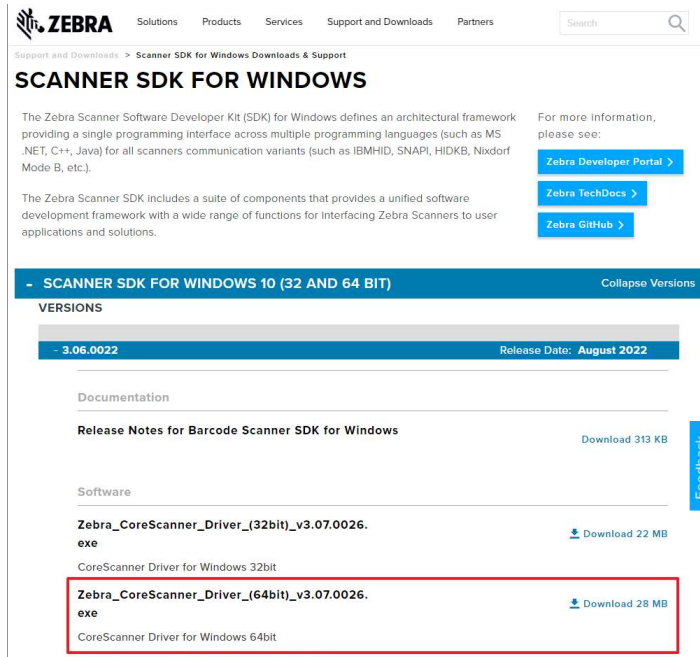 ZEBRA
Solutions Products Services Support and Downloads Partners Search
Support and Downloads > Scanner SDK for Windows Downloads & Support
SCANNER SDK FOR WINDOWS
The Zebra Scanner Software Developer Kit (SDK) for Windows defines an architectural framework
providing a single programming interface across multiple programming languages (such as MS
.NET, C++, Java) for all scanners communication variants (such as IBMHID, SNAPI, HIDKB, Nixdorf
Mode B, etc.).
The Zebra Scanner SDK includes a suite of components that provides a unified software
development framework with a wide range of functions for interfacing Zebra Scanners to user
applications and solutions.
For more information,
please see:
Zebra Developer Portal >
Zebra TechDocs >
Zebra GitHub >
- SCANNER SDK FOR WINDOWS 10 (32 AND 64 BIT) Collapse Versions
VERSIONS
- 3.06.0022 Release Date: August 2022
Documentation
Release Notes for Barcode Scanner SDK for Windows Download 313 KB
Software
Zebra_CoreScanner_Driver_(32bit)_v3.07.0026.
exe
Download 22 MB
CoreScanner Driver for Windows 32bit
Zebra_CoreScanner_Driver_(64bit)_v3.07.0026.
exe
Download 28 MB
CoreScanner Driver for Windows 64bit
Feedback